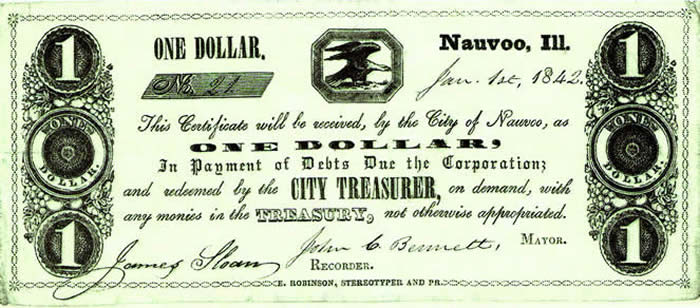 1
ONE DOLLAR.
Nauvoo, Ill.
1
No. 21
Jan. 1st, 1842.
This Certificate will be received, by the City of Nauvoo, as
ONE DOLLAR,
ONE DOLLAR.
ONE DOLLAR.
In Payment of Debts Due the Corporation;
and redeemed by the CITY TREASURER, on demand, with
any monies in the TREASURY, not otherwise appropriated.
1
1
James Sloan
RECORDER.
John C. Bennett,
MAYOR.
E. ROBINSON, STEREOTYPER AND PR.